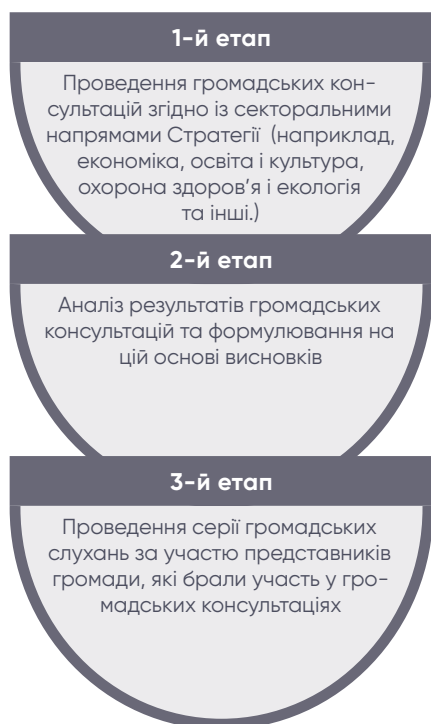 1-й етап
Проведення громадських кон-
сультацій згідно із секторальними
напрямами Стратегії (наприклад,
економіка, освіта і культура,
охорона здоров’я і екологія
та інші.)
2-й етап
Аналіз результатів громадських
консультацій та формулювання на
цій основі висновків
3-й етап
Проведення серії громадських
слухань за участю представників
громади, які брали участь у гро-
мадських консультаціях